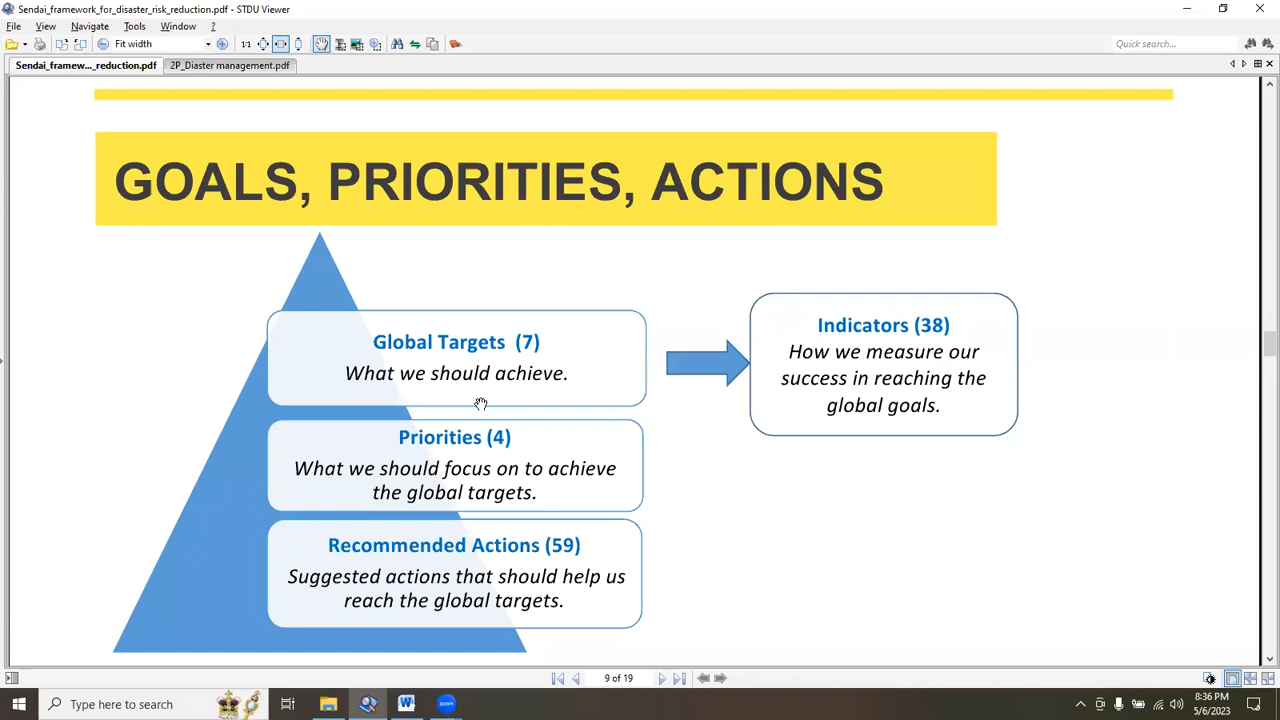 Sendai_framework_for_disaster_risk_reduction.pdf - STDU Viewer
File View Navigate Tools Window ?
Fit width 1:1 Quick search...
Sendai_framew..._reduction.pdf 2P_Diaster management.pdf
GOALS, PRIORITIES, ACTIONS
Global Targets (7)
What we should achieve.
Indicators (38)
How we measure our
success in reaching the
global goals.
Priorities (4)
What we should focus on to achieve
the global targets.
Recommended Actions (59)
Suggested actions that should help us
reach the global targets.
9 of 19
Type here to search
zoom
8:36 PM
5/6/2023